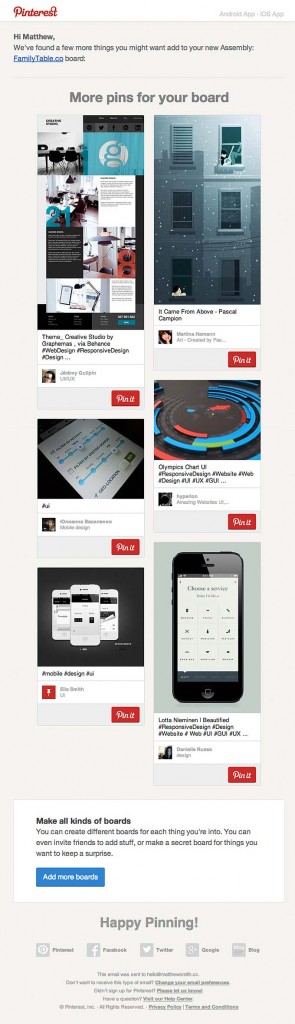 Pinterest
Android App · iOS App
Hi Matthew,
We've found a few more things you might want add to your new Assembly:
FamilyTable.co board:
More pins for your board
CREATIVE
STUDIO
Theme_ Creative Studio by
Graphemas , via Behance
#WebDesign #ResponsiveDesign
#Design ...
Jérémy Gulipin
UX/UX
Pin it
It Came From Above - Pascal
Campion
Martina Hamann
Art - Created by Pas...
Pin it
#ui
Mobile design
Pin it
Olympics Chart UI
#ResponsiveDesign #Website #Web
#Design #UI #UX #GUI ...
hyperlon
Amazing Websites UI,...
Pin it
#mobile #design #ui
Ella Smith
UI
Pin it
Choose a service
Lotta Nieminen | Beautified
#ResponsiveDesign #Design
#Website # Web #UI #GUI #UX
...
Danielle Roses
design
Pin it
Make all kinds of boards
You can create different boards for each thing you're into. You can
even invite friends to add stuff, or make a secret board for things you
want to keep a surprise.
Add more boards
Happy Pinning!
Pinterest
Facebook
Twitter
Google
Blog
This email was sent to hello@matthewsmith.cc.
Don't want to receive this type of email? Change your email preferences.
Didn't sign up for Pinterest? Please let us know!
Have a question? Visit our Help Center.
© Pinterest, Inc. · All Rights Reserved. · Privacy Policy | Terms and Conditions